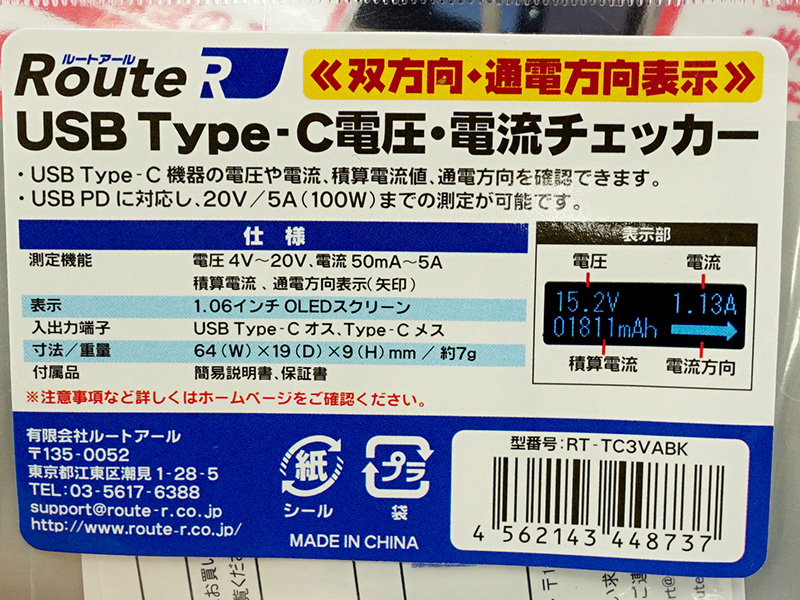 ルートアール
Route R
≪双方向・通電方向表示≫
USB Type-C電圧・電流チェッカー
・USB Type-C 機器の電圧や電流、積算電流値、通電方向を確認できます。
・USB PD に対応し、20V/5A(100W)までの測定が可能です。
仕様
測定機能 電圧 4V～20V、電流 50mA～5A
積算電流 、通電方向表示(矢印)
表示 1.06インチ OLEDスクリーン
入出力端子 USB Type-C オス、Type-C メス
寸法/重量 64(W)×19(D)×9(H)mm / 約7g
付属品 簡易説明書、保証書
※注意事項など詳しくはホームページをご確認ください。
表示部
電圧 電流
15.2V 1.13A
01811mAh
積算電流 電流方向
有限会社ルートアール
〒135-0052
東京都江東区潮見 1-28-5
TEL:03-5617-6388
support@route-r.co.jp
http://www.route-r.co.jp/
紙
シール
プラ
袋
MADE IN CHINA
型番号:RT-TC3VABK
4 562143 448737